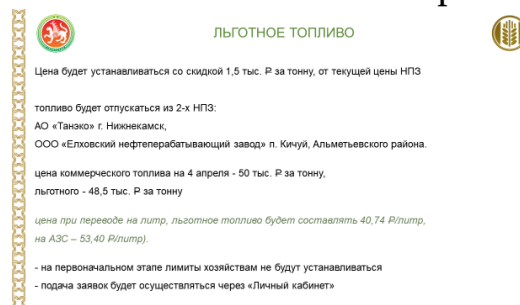 ЛЬГОТНОЕ ТОПЛИВО
Цена будет устанавливаться со скидкой 1,5 тыс. ₽ за тонну, от текущей цены НПЗ
топливо будет отпускаться из 2-х НПЗ:
АО «Танэко» г. Нижнекамск,
ООО «Елховский нефтеперабатывающий завод» п. Кичуй, Альметьевского района.
цена коммерческого топлива на 4 апреля - 50 тыс. ₽ за тонну,
льготного - 48,5 тыс. ₽ за тонну
цена при переводе на литр, льготное топливо будет составлять 40,74 ₽/литр,
на АЗС – 53,40 ₽/литр).
- на первоначальном этапе лимиты хозяйствам не будут устанавливаться
- подача заявок будет осуществляться через «Личный кабинет»